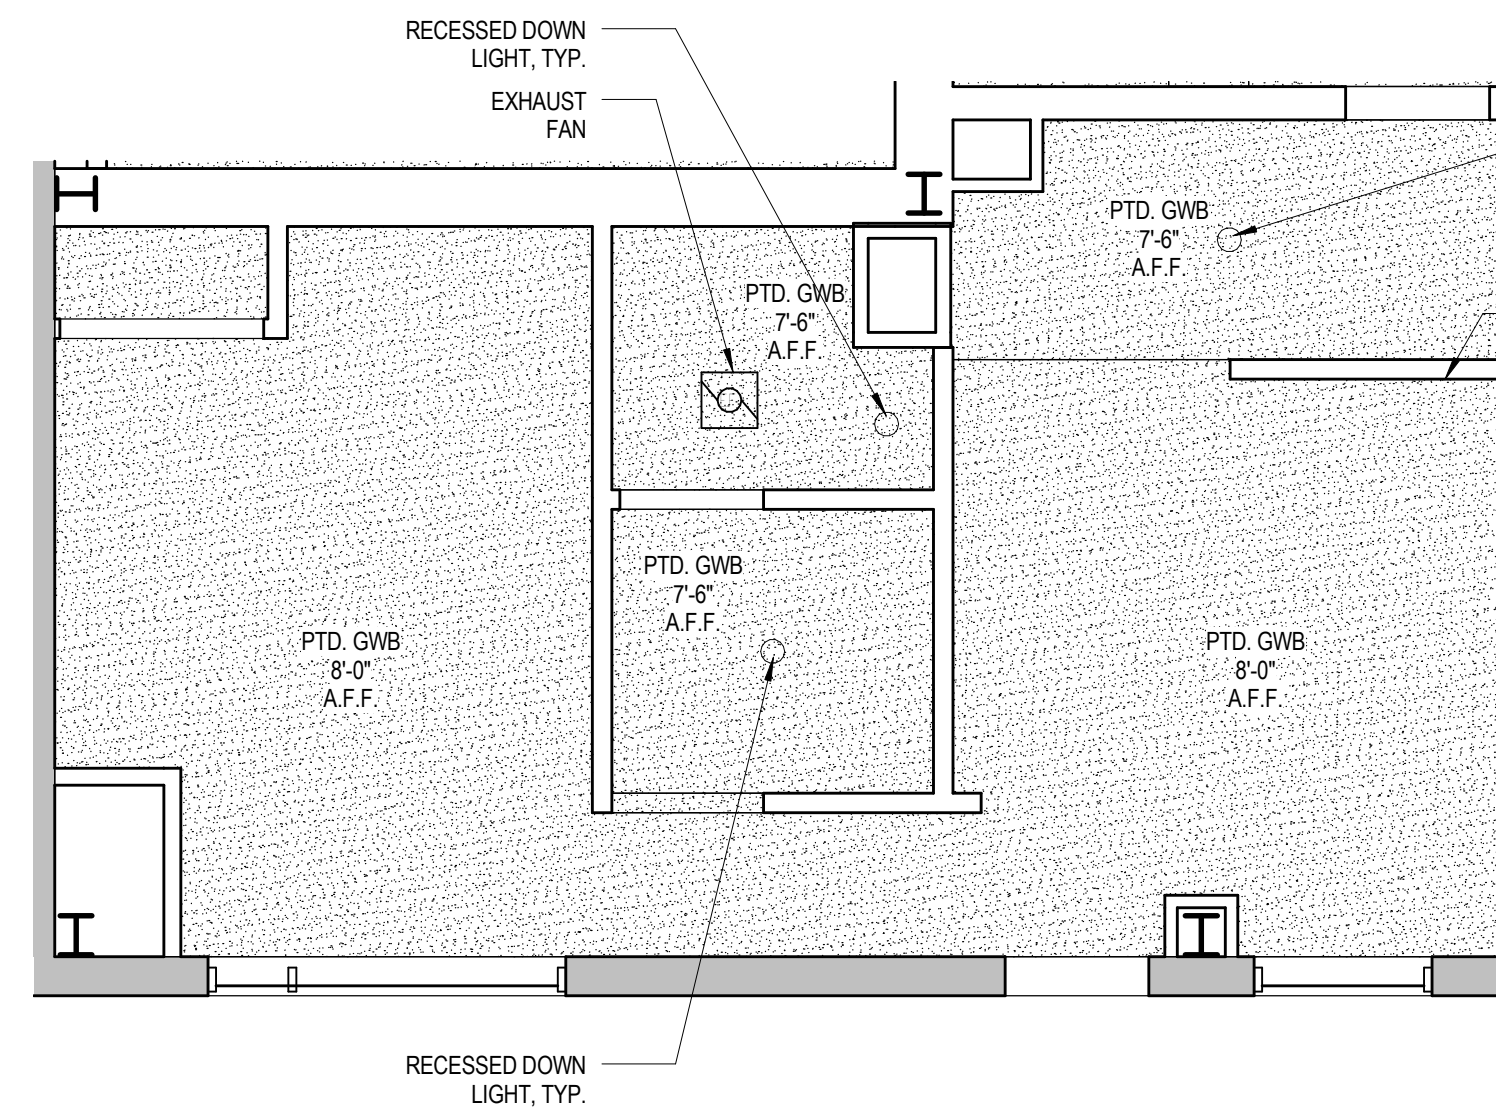 RECESSED DOWN
LIGHT, TYP.
EXHAUST
FAN
PTD. GWB
7'-6"
A.F.F
PTD. GWB
7'-6"
A.F.F.
PTD. GWB
7'-6"
A.F.F.
PTD. GWB
8'-0"
A.F.F.
PTD. GWB
8'-0"
A.F.F.
RECESSED DOWN
LIGHT, TYP.